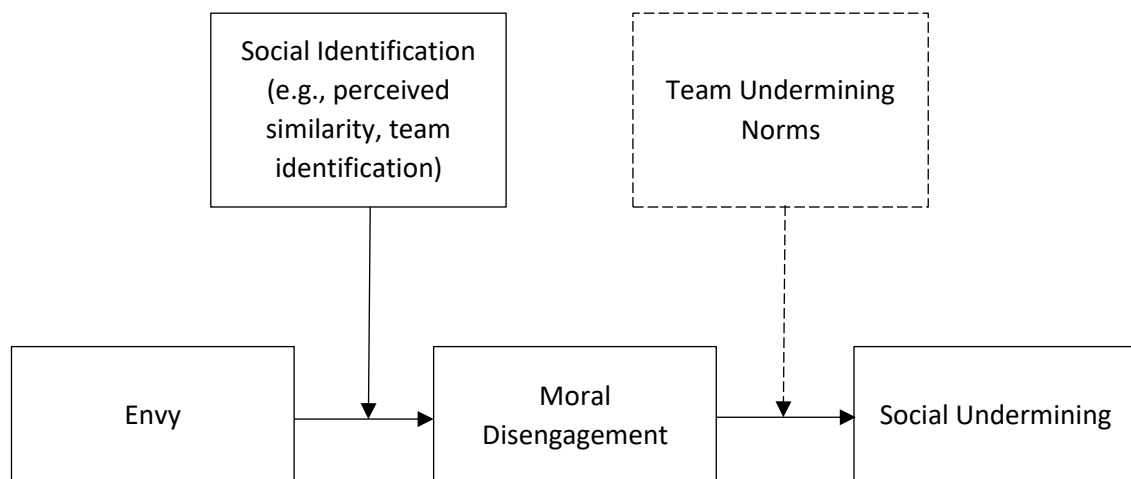 Social Identification
(e.g., perceived
similarity, team
identification)
Team Undermining
Norms
Envy
Moral
Disengagement
Social Undermining